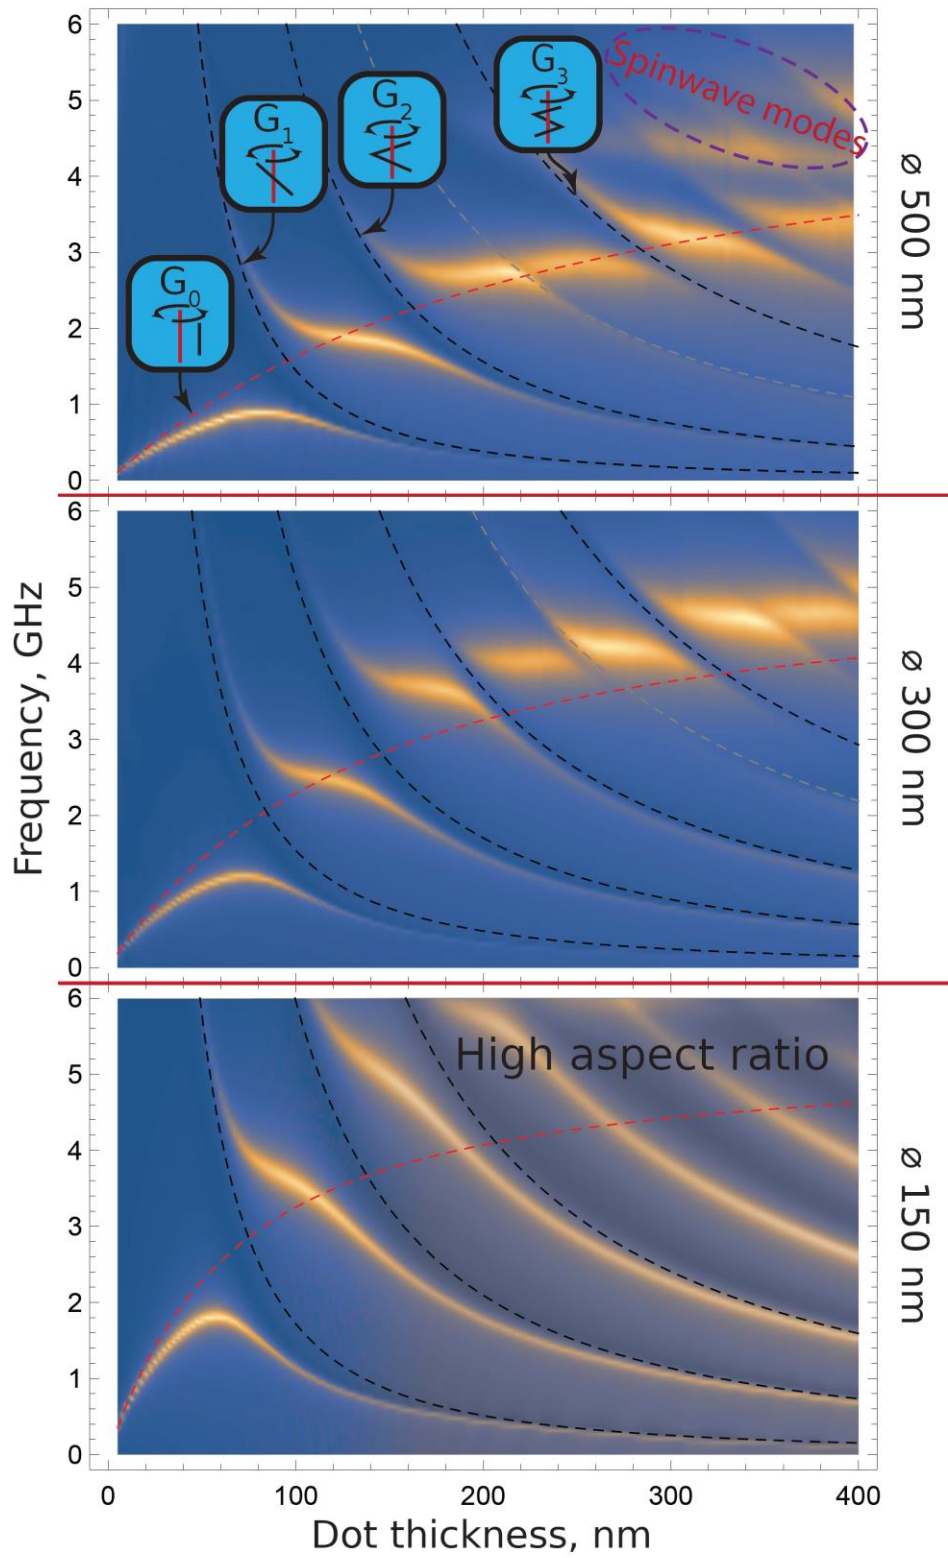 6
5
4
3
2
1
0
G0
G1
G2
G3
Spinwave modes
⌀ 500 nm
6
5
4
3
2
1
0
Frequency, GHz
⌀ 300 nm
6
5
4
3
2
1
0
High aspect ratio
⌀ 150 nm
0 100 200 300 400
Dot thickness, nm